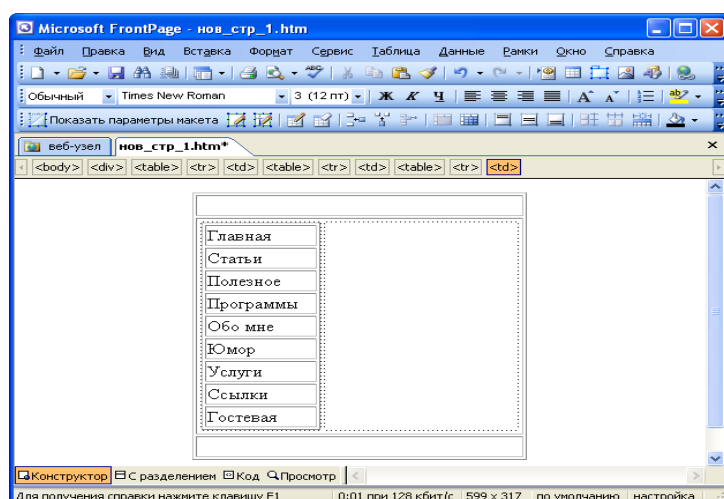 Microsoft FrontPage - нов_стр_1.htm
Файл Правка Вид Вставка Формат Сервис Таблица Данные Рамки Окно Справка
Обычный Times New Roman 3 (12 пт) Ж К Ч
Показать параметры макета
веб-узел нов_стр_1.htm*
<body> <div> <table> <tr> <td> <table> <tr> <td> <table> <tr> <td>
Главная
Статьи
Полезное
Программы
Обо мне
Юмор
Услуги
Ссылки
Гостевая
Конструктор С разделением Код Просмотр
Для получения справки нажмите клавишу F1 0:01 при 128 кбит/с 599 x 317 по умолчанию настройка